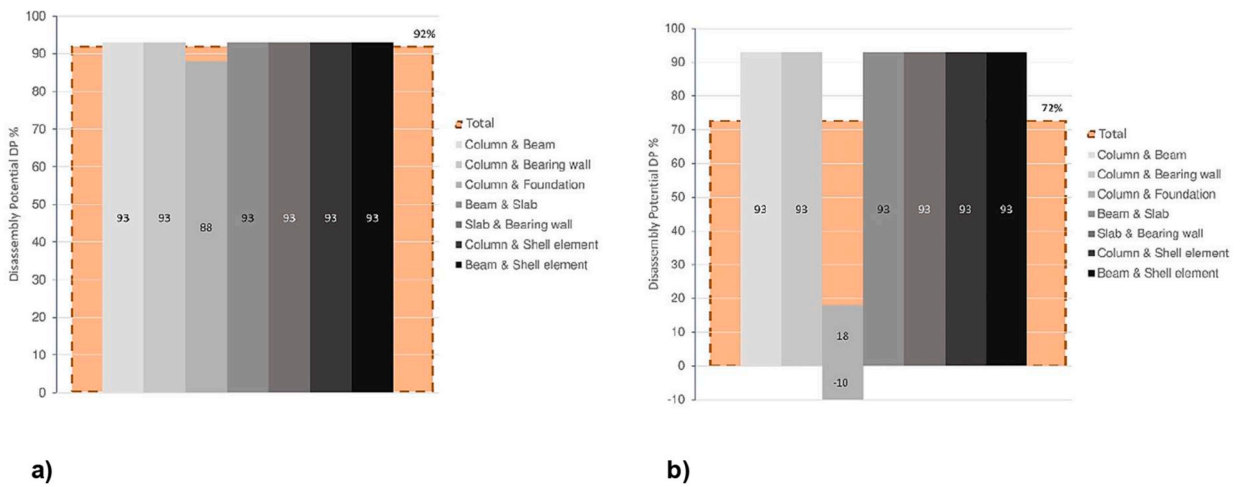 100
90
80
70
60
50
40
30
20
10
0
Disassembly Potential DP %
92%
93
93
88
93
93
93
93
Total
Column & Beam
Column & Bearing wall
Column & Foundation
Beam & Slab
Slab & Bearing wall
Column & Shell element
Beam & Shell element
a)
100
90
80
70
60
50
40
30
20
10
0
-10
Disassembly Potential DP %
72%
93
93
18
-10
93
93
93
93
Total
Column & Beam
Column & Bearing wall
Column & Foundation
Beam & Slab
Slab & Bearing wall
Column & Shell element
Beam & Shell element
b)